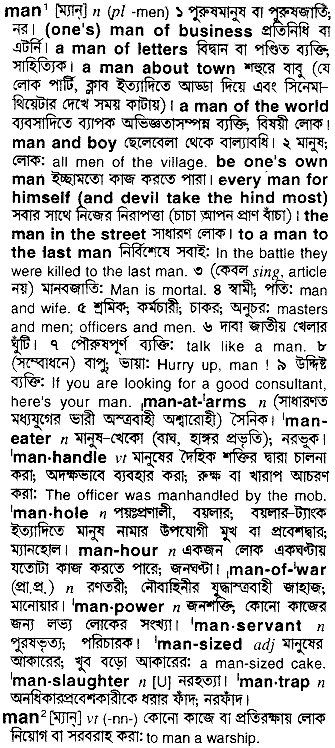 man¹ [ম্যান্] n (pl -men) ১ পুরুষমানুষ বা পুরুষজাতি;
নর। (one's) man of business প্রতিনিধি বা
এটর্নি। a man of letters বিদ্বান বা পণ্ডিত ব্যক্তি,
সাহিত্যিক। a man about town শহুরে বাবু (যে
লোক পার্টি, ক্লাব ইত্যাদিতে আড্ডা দিয়ে এবং সিনেমা-
থিয়েটার দেখে সময় কাটায়)। a man of the world
ব্যবসাদিতে ব্যাপক অভিজ্ঞতাসম্পন্ন ব্যক্তি, বিষয়ী লোক।
man and boy ছেলেবেলা থেকে বাল্যাবধি। ২ মানুষ;
লোক: all men of the village. be one's own
man ইচ্ছামতো কাজ করতে পারা। every man for
himself (and devil take the hind most)
সবার সাথে নিজের নিরাপত্তা (চাচা আপন প্রাণ বাঁচা)। the
man in the street সাধারণ লোক। to a man to
the last man নির্বিশেষে সবাই: In the battle they
were killed to the last man. ৩ (কেবল sing, article
নয়) মানবজাতি: Man is mortal. ৪ স্বামী; পতি: man
and wife. ৫ শ্রমিক; কর্মচারী; চাকর; অনুচর: masters
and men; officers and men. ৬ দাবা জাতীয় খেলার
ঘুঁটি। ৭ পৌরুষপূর্ণ ব্যক্তি: talk like a man. ৮
(সম্বোধনে) বাপু; ভায়া: Hurry up, man ! ৯ উদ্দিষ্ট
ব্যক্তি: If you are looking for a good consultant,
here's your man. ˌman-at-ˈarms n (সাধারণত
মধ্যযুগের ভারী অস্ত্রবাহী অশ্বারোহী) সৈনিক। ˈman-
eater n মানুষ-খেকো (বাঘ, হাঙ্গর প্রভৃতি); নরভুক।
ˈman·handle vt মানুষের দৈহিক শক্তির দ্বারা চালনা
করা; অদক্ষভাবে ব্যবহার করা; রুক্ষ বা খারাপ আচরণ
করা: The officer was manhandled by the mob.
ˈman·hole n পয়ঃপ্রণালী, বয়লার; বয়লার-ট্যাংক
ইত্যাদিতে মানুষ নামার উপযোগী মুখ বা প্রবেশদ্বার;
ম্যানহোল। man-hour n একজন লোক একঘণ্টায়
যতোটা কাজ করতে পারে; জনঘণ্টা। ˌman-of-ˈwar
(প্রা.প্র.) n রণতরী; নৌবাহিনীর যুদ্ধাস্ত্রবাহী জাহাজ;
মানোয়ার। ˈman·power n জনশক্তি; কোনো কাজের
জন্য লভ্য লোকের সংখ্যা। ˈman·servant n
পুরষভৃত্য; পরিচারক। ˈman-sized adj মানুষের
আকারের; খুব বড়ো আকারের: a man-sized cake.
ˈman·slaughter n [U] নরহত্যা। ˈman·trap n
অনধিকারপ্রবেশকারীকে ধরার ফাঁদ; নরফাঁদ।
man² [ম্যান্] vt (-nn-) কোনো কাজে বা প্রতিরক্ষায় লোক
নিয়োগ বা সরবরাহ করা: to man a warship.